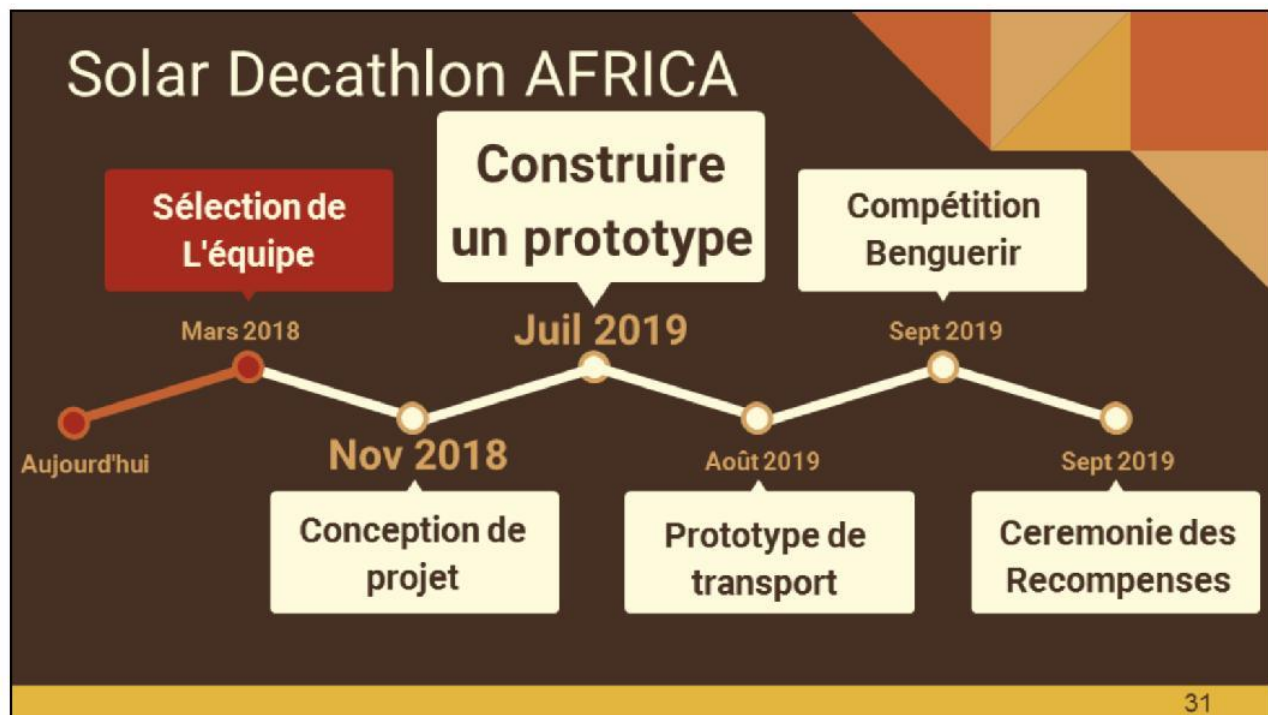 Solar Decathlon AFRICA
Sélection de
L'équipe
Construire
un prototype
Compétition
Benguerir
Mars 2018
Juil 2019
Sept 2019
Aujourd'hui
Nov 2018
Août 2019
Sept 2019
Conception de
projet
Prototype de
transport
Ceremonie des
Recompenses
31